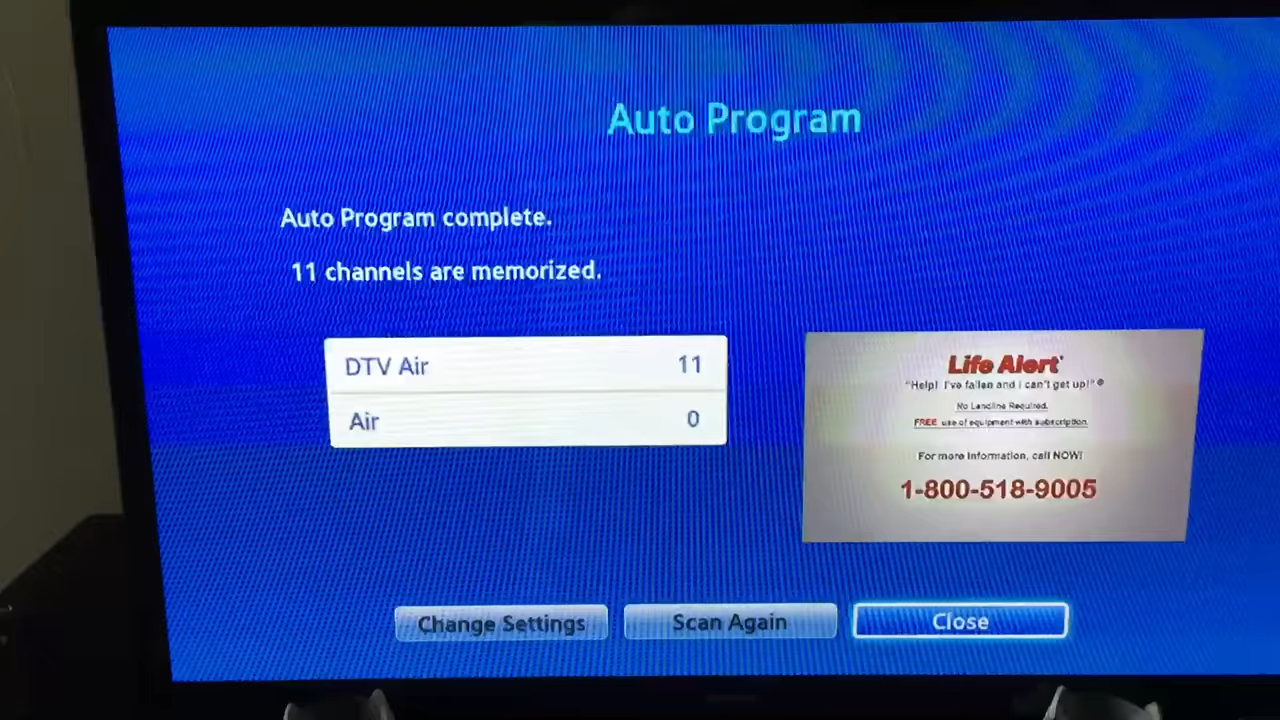 Auto Program
Auto Program complete.
11 channels are memorized.
DTV Air 11
Air 0
Life Alert®
"Help! I've fallen and I can't get up!"®
No Landline Required.
FREE use of equipment with subscription.
For more information, call NOW!
1-800-518-9005
Change Settings
Scan Again
Close